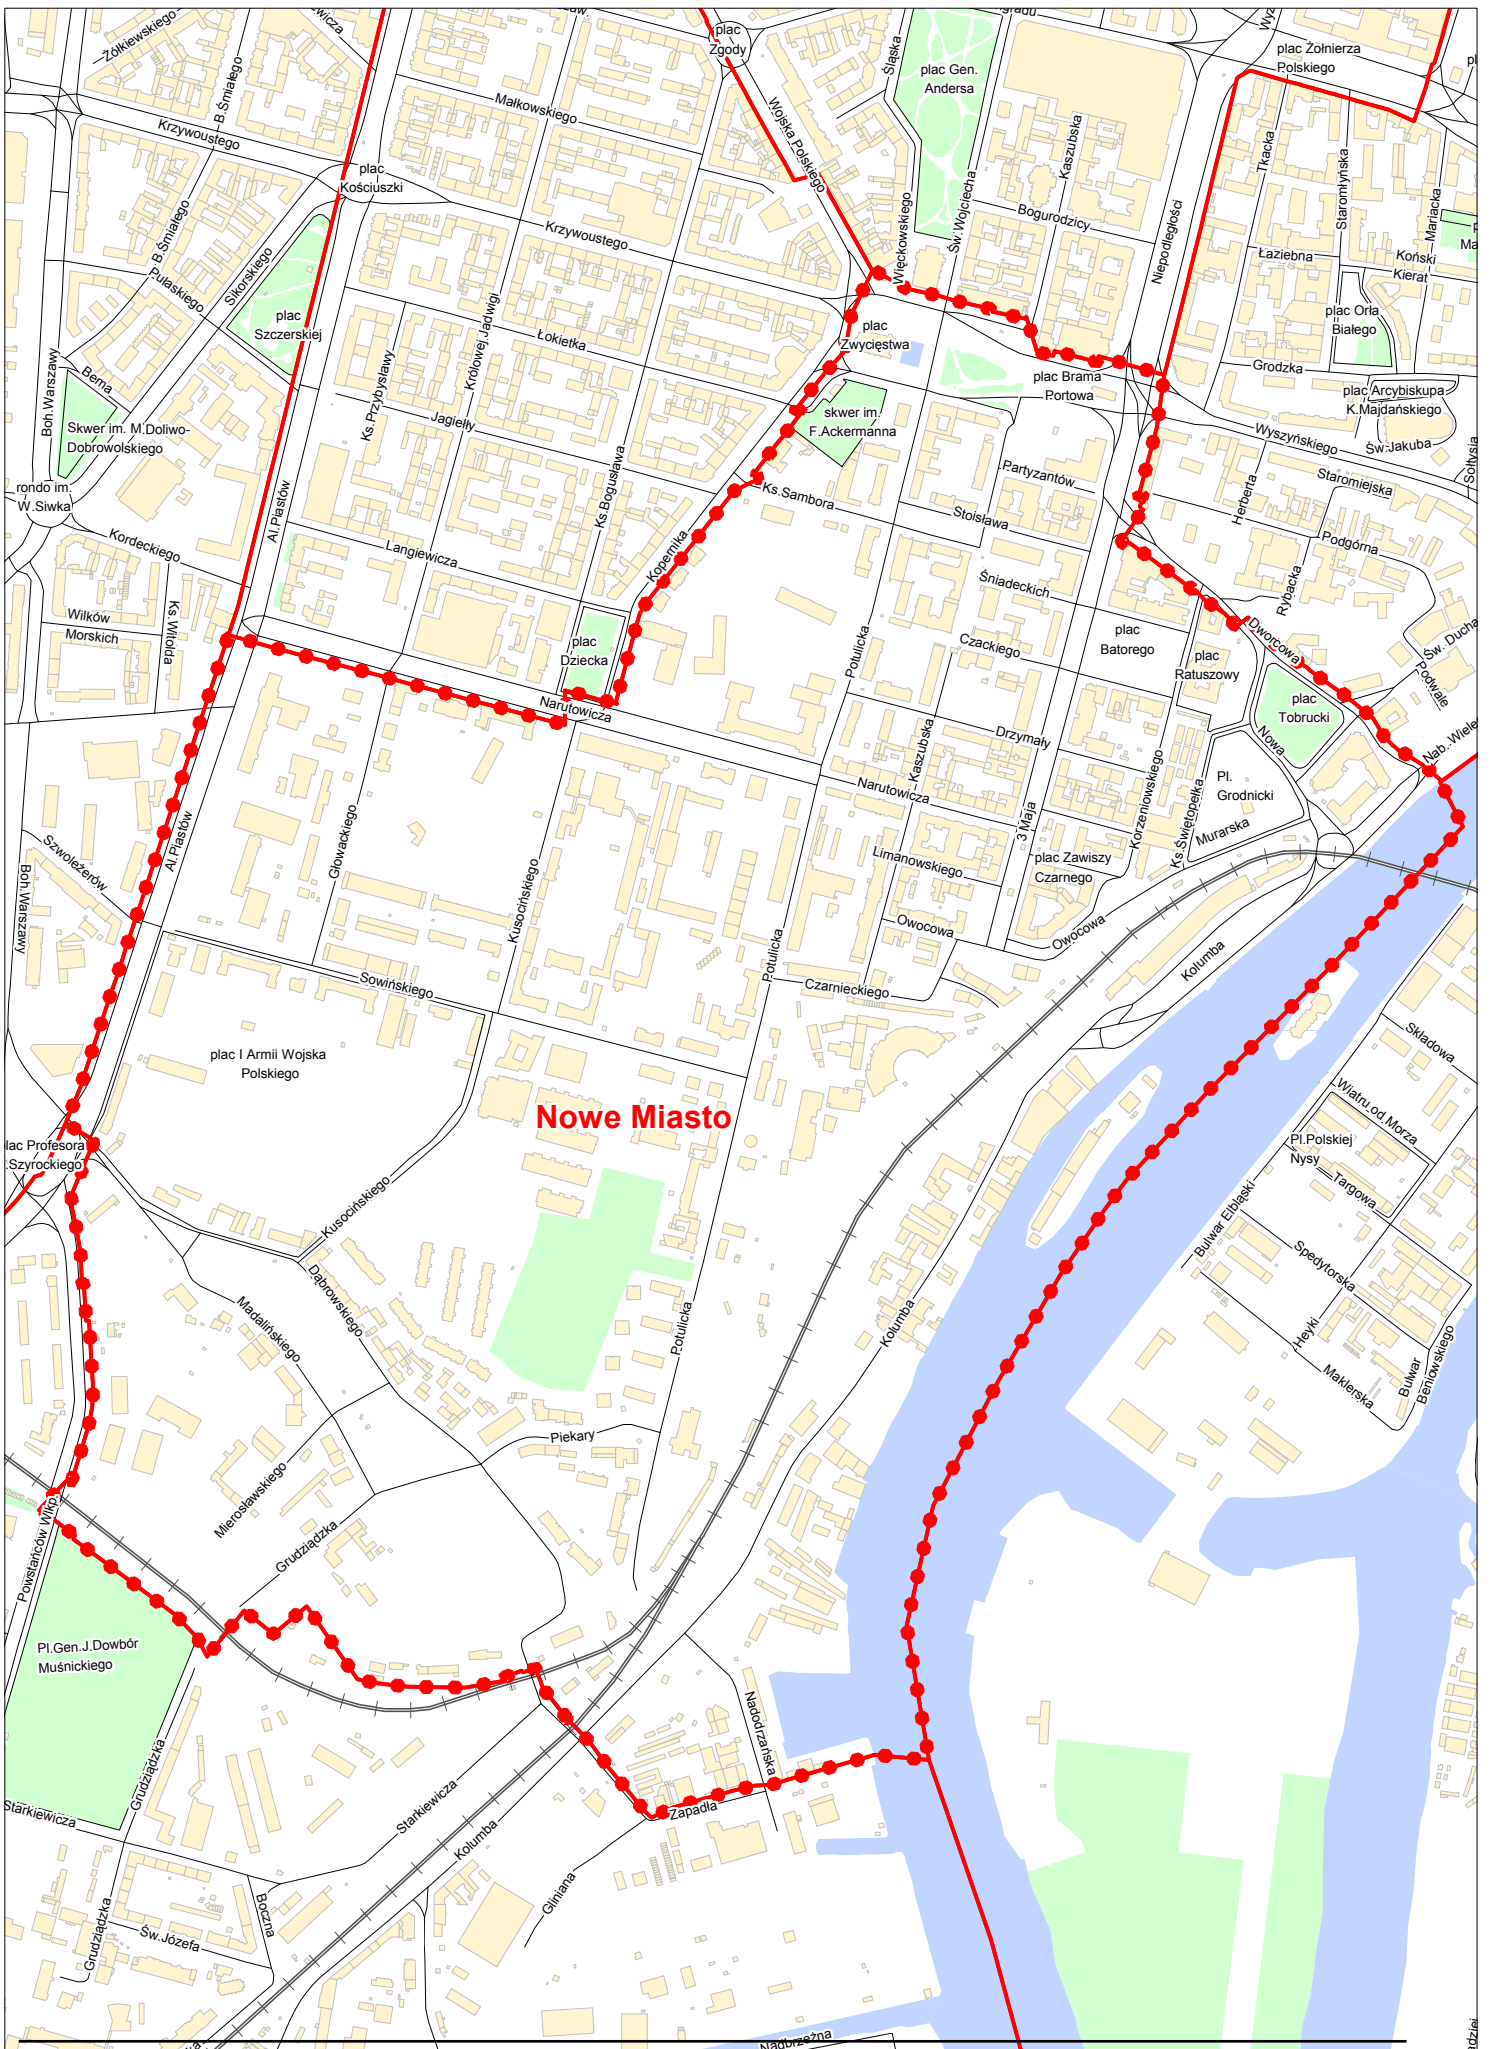 Żółkiewskiego
B.Śmiałego
plac
Zgody
Śląska
plac Gen.
Andersa
plac Żołnierza
Polskiego
Krzywoustego
Małkowskiego
Wojska Polskiego
Kaszubska
Tkacka
Staromłyńska
Mariacka
plac
Kościuszki
B.Śmiałego
Sikorskiego
Pułaskiego
Krzywoustego
Więckowskiego
Św.Wojciecha
Bogurodzicy
Niepodległości
Łaziebna
Koński
Kierat
plac
Szczerskiej
Królowej Jadwigi
Łokietka
plac
Zwycięstwa
plac Orła
Białego
Boh.Warszawy
Bema
Ks.Przybysławy
Jagiełły
Grodzka
plac Brama
Portowa
plac Arcybiskupa
K.Majdańskiego
Św.Jakuba
skwer im.
F.Ackermanna
Skwer im. M.Doliwo-
Dobrowolskiego
Wyszyńskiego
Sołtysia
Partyzantów
Staromiejska
Herberta
rondo im.
W.Siwka
Al.Piastów
Ks.Bogusława
Ks.Sambora
Stoisława
Podgórna
Kordeckiego
Langiewicza
Kopernika
Śniadeckich
Rybacka
Wilków
Morskich
Ks.Witolda
plac
Dziecka
Potulicka
Czackiego
plac
Batorego
plac
Ratuszowy
Dworcowa
Św. Ducha
Podwale
plac
Tobrucki
Narutowicza
Kaszubska
Drzymały
Nowa
Narutowicza
3 Maja
Korzeniowskiego
Ks.Świętopełka
Pl.
Grodnicki
Murarska
Szwoleżerów
Al.Piastów
Głowackiego
Kusocińskiego
Limanowskiego
plac Zawiszy
Czarnego
Boh.Warszawy
Owocowa
Owocowa
Kolumba
Sowińskiego
Potulicka
Czarnieckiego
plac I Armii Wojska
Polskiego
Składowa
Nowe Miasto
Wiatru od Morza
Pl.Polskiej
Nysy
Targowa
Kusocińskiego
Bulwar Elbląski
Spedytorska
Dąbrowskiego
Madalińskiego
Potulicka
Kolumba
Heyki
Maklerska
Bulwar
Beniowskiego
Piekary
Mierosławskiego
Grudziądzka
Powstańców Wlkp.
Pl.Gen.J.Dowbór
Muśnickiego
Grudziądzka
Nadodrzańska
Starkiewicza
Starkiewicza
Kolumba
Zapadła
Gliniana
Boczna
Św.Józefa
Grudziądzka
Nadbrzeżna